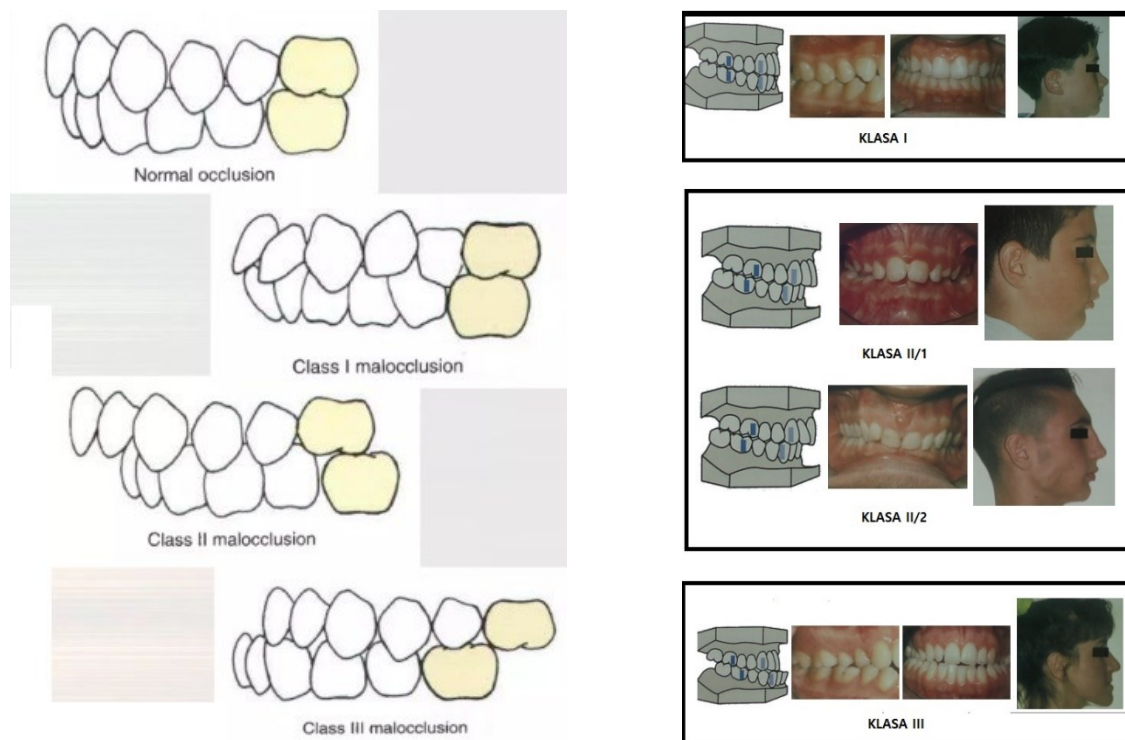 Normal occlusion
Class I malocclusion
Class II malocclusion
Class III malocclusion
KLASA I
KLASA II/1
KLASA II/2
KLASA III